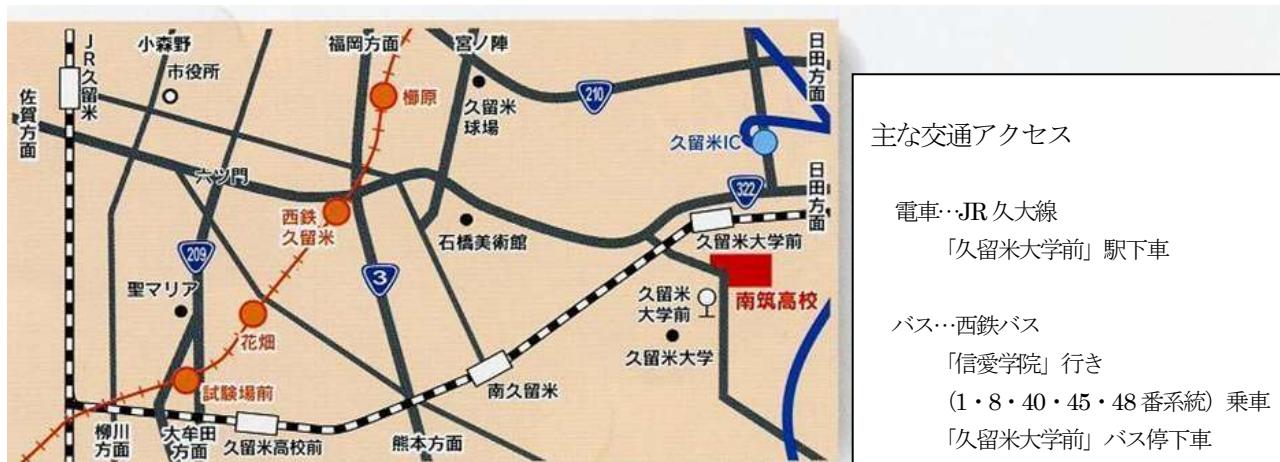 JR久留米
小森野
市役所
福岡方面
宮ノ陣
日田方面
佐賀方面
櫛原
久留米
球場
210
久留米IC
六ツ門
322
日田方面
西鉄
久留米
石橋美術館
久留米大学前
209
3
聖マリア
久留米
大学前
南筑高校
花畑
久留米大学
試験場前
南久留米
柳川
方面
大牟田
方面
久留米高校前
熊本方面
主な交通アクセス
電車…JR久大線
「久留米大学前」駅下車
バス…西鉄バス
「信愛学院」行き
(1・8・40・45・48番系統)乗車
「久留米大学前」バス停下車